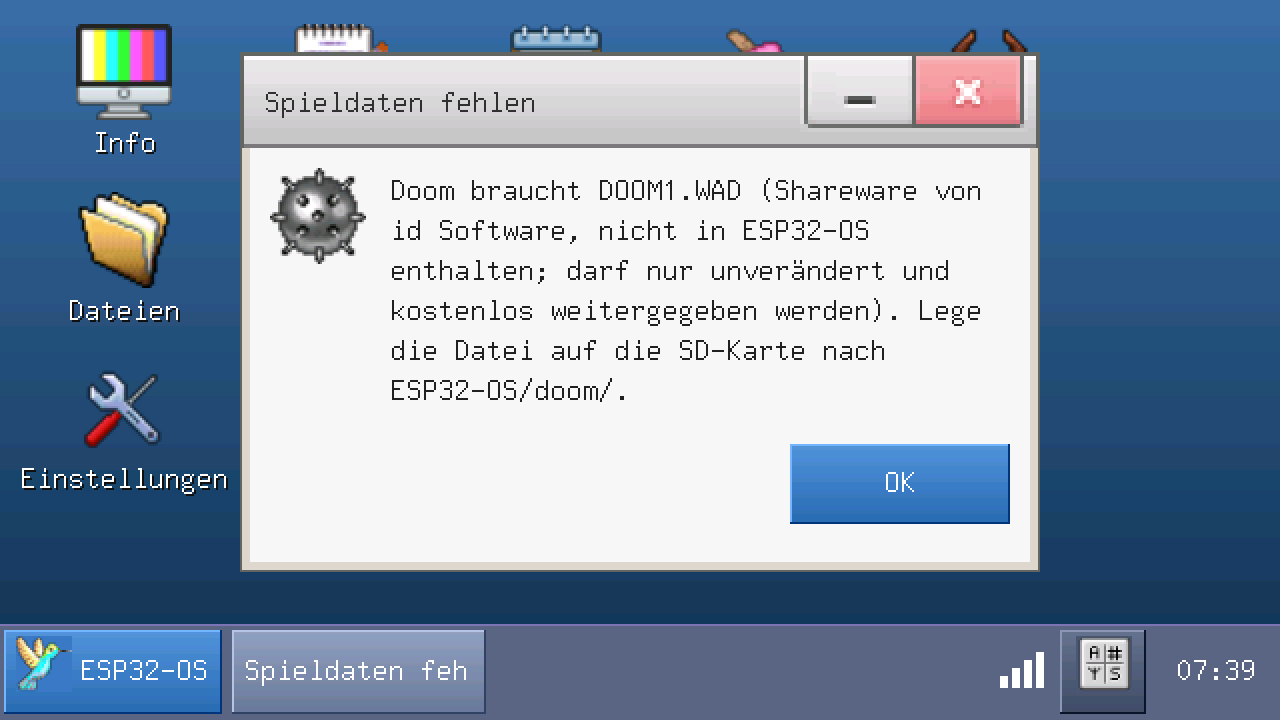 Info
Dateien
Einstellungen
Spieldaten fehlen
Doom braucht DOOM1.WAD (Shareware von
id Software, nicht in ESP32-OS
enthalten; darf nur unverändert und
kostenlos weitergegeben werden). Lege
die Datei auf die SD-Karte nach
ESP32-OS/doom/.
OK
ESP32-OS
Spieldaten feh
A#
YS
07:39